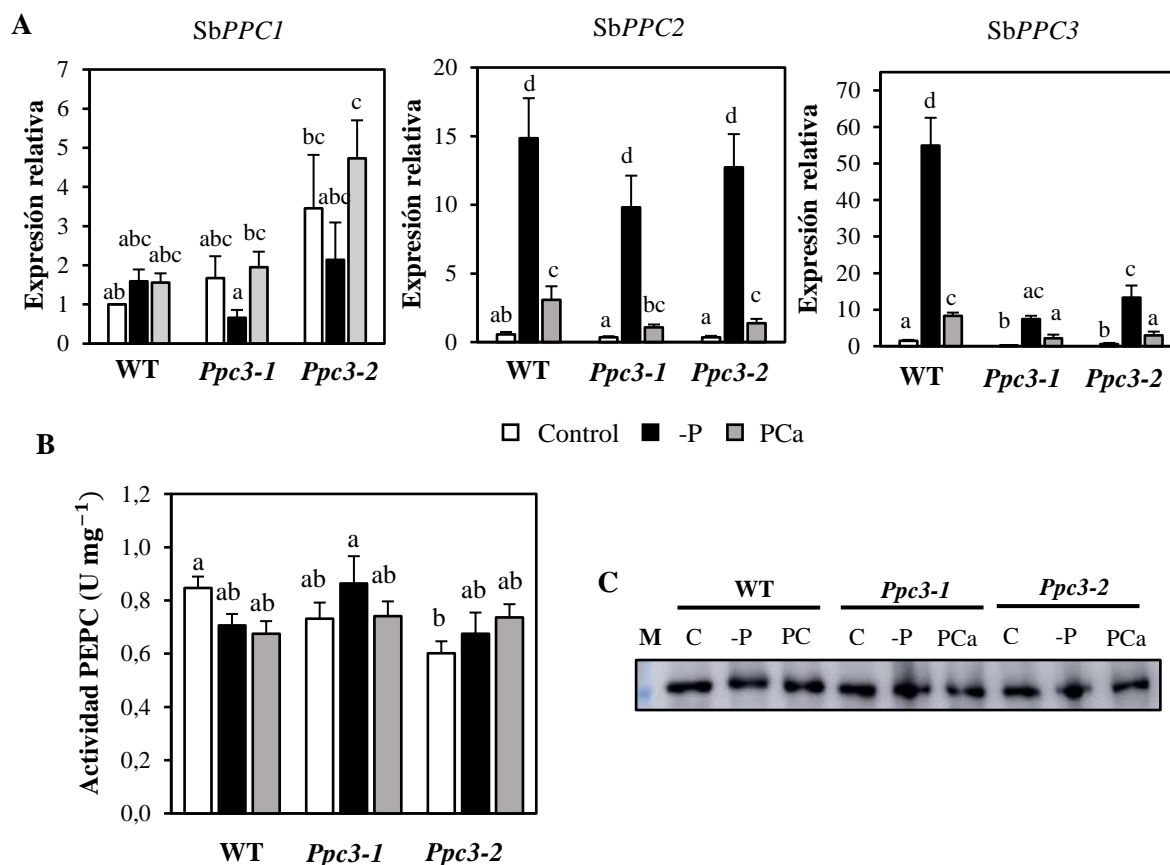 A
SbPPC1
SbPPC2
SbPPC3
Expresión relativa
7
6
5
4
3
2
1
0
ab
abc
abc
abc
a
bc
bc
abc
c
WT
Ppc3-1
Ppc3-2
Expresión relativa
20
15
10
5
0
ab
d
c
a
d
bc
a
d
c
WT
Ppc3-1
Ppc3-2
Expresión relativa
70
60
50
40
30
20
10
0
a
d
c
b
ac
a
b
c
a
WT
Ppc3-1
Ppc3-2
Control -P PCa
B
Actividad PEPC (U mg⁻¹)
1,2
1,0
0,8
0,6
0,4
0,2
0,0
a
ab
ab
ab
a
ab
b
ab
ab
WT
Ppc3-1
Ppc3-2
C
WT Ppc3-1 Ppc3-2
M C -P PC C -P PCa C -P PCa